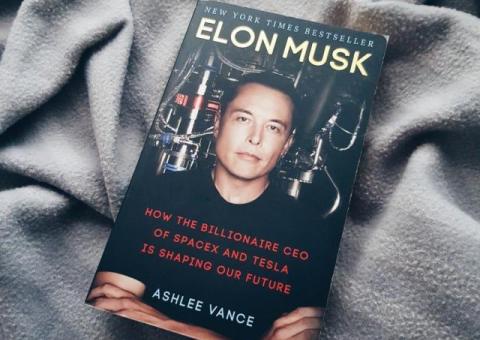 NEW YORK TIMES BESTSELLER
ELON MUSK
HOW THE BILLIONAIRE CEO
OF SPACEX AND TESLA
IS SHAPING OUR FUTURE
ASHLEE VANCE